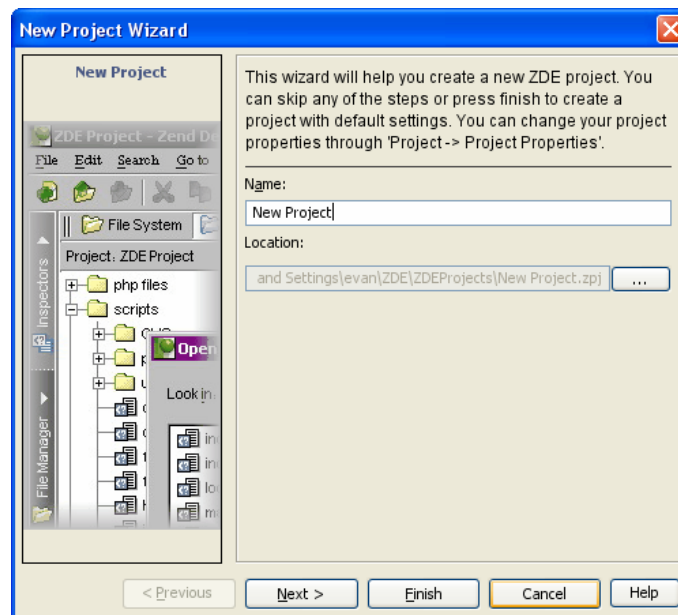 New Project Wizard
New Project
ZDE Project - Zend De
File Edit Search Go to
File System
Project: ZDE Project
php files
scripts
Open
Look in
Inspectors
File Manager
This wizard will help you create a new ZDE project. You
can skip any of the steps or press finish to create a
project with default settings. You can change your project
properties through 'Project -> Project Properties'.
Name:
New Project
Location:
and Settings\evan\ZDE\ZDEProjects\New Project.zpj
...
< Previous
Next >
Finish
Cancel
Help